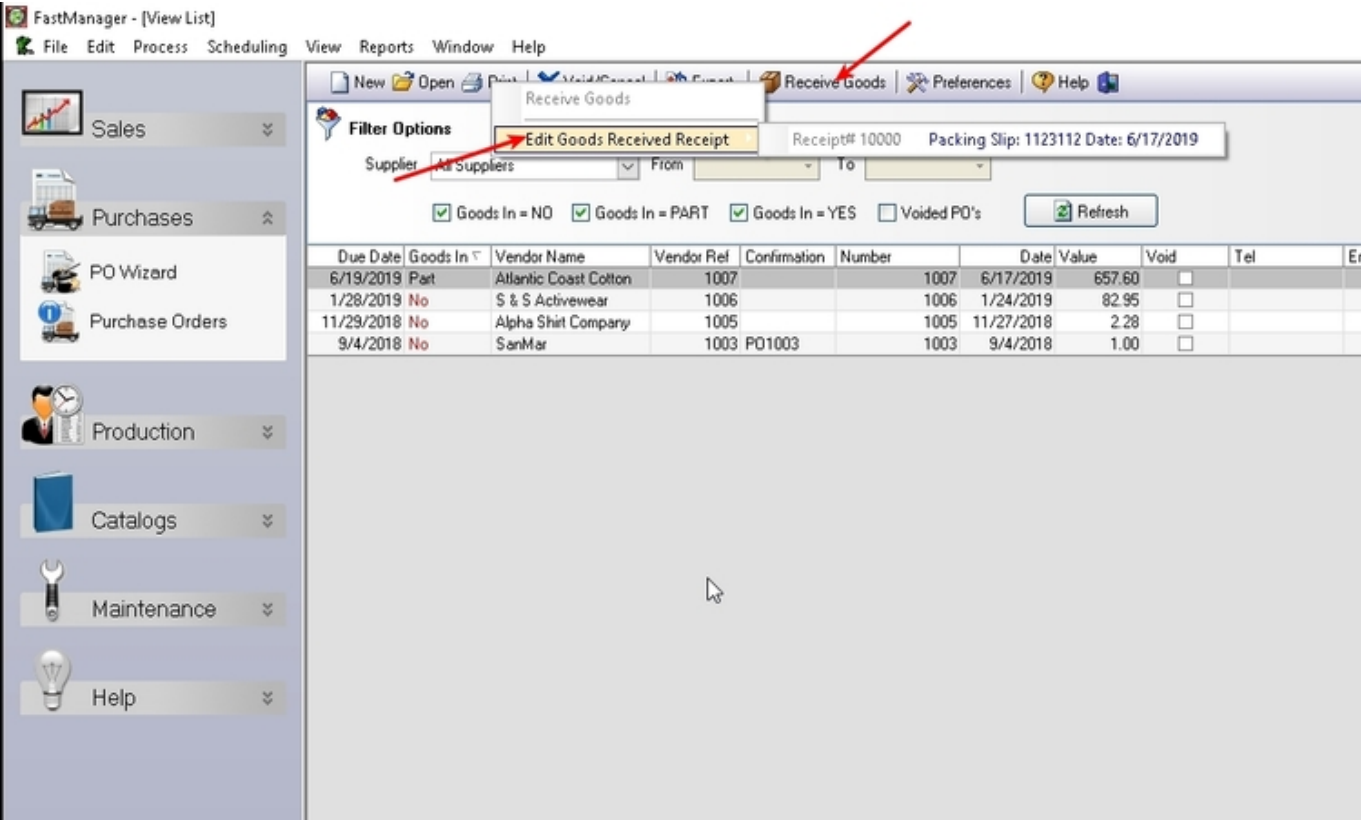 FastManager - [View List]
File Edit Process Scheduling View Reports Window Help
New Open Print Void/Cancel Export Receive Goods Preferences Help
Receive Goods
Edit Goods Received Receipt
Receipt# 10000 Packing Slip: 1123112 Date: 6/17/2019
Filter Options
Supplier All Suppliers From To
Goods In = NO Goods In = PART Goods In = YES Voided PO's Refresh
Due Date Goods In Vendor Name Vendor Ref Confirmation Number Date Value Void Tel
6/19/2019 Part Atlantic Coast Cotton 1007 1007 6/17/2019 657.60
1/28/2019 No S & S Activewear 1006 1006 1/24/2019 82.95
11/29/2018 No Alpha Shirt Company 1005 1005 11/27/2018 2.28
9/4/2018 No SanMar 1003 PO1003 1003 9/4/2018 1.00
Sales
Purchases
PO Wizard
Purchase Orders
Production
Catalogs
Maintenance
Help